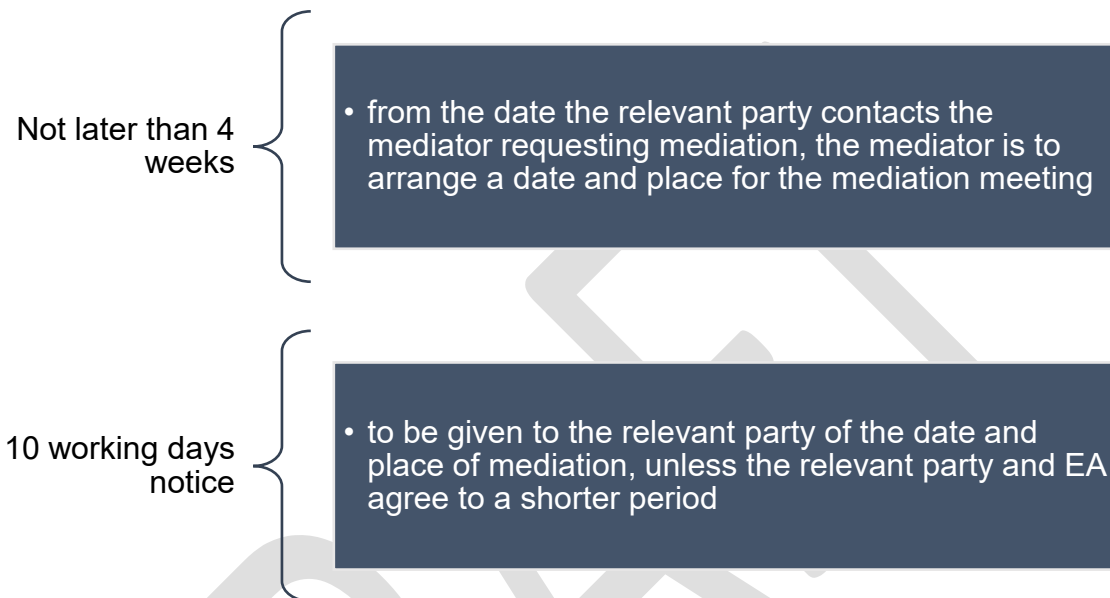 Not later than 4
weeks
• from the date the relevant party contacts the
mediator requesting mediation, the mediator is to
arrange a date and place for the mediation meeting
10 working days
notice
• to be given to the relevant party of the date and
place of mediation, unless the relevant party and EA
agree to a shorter period